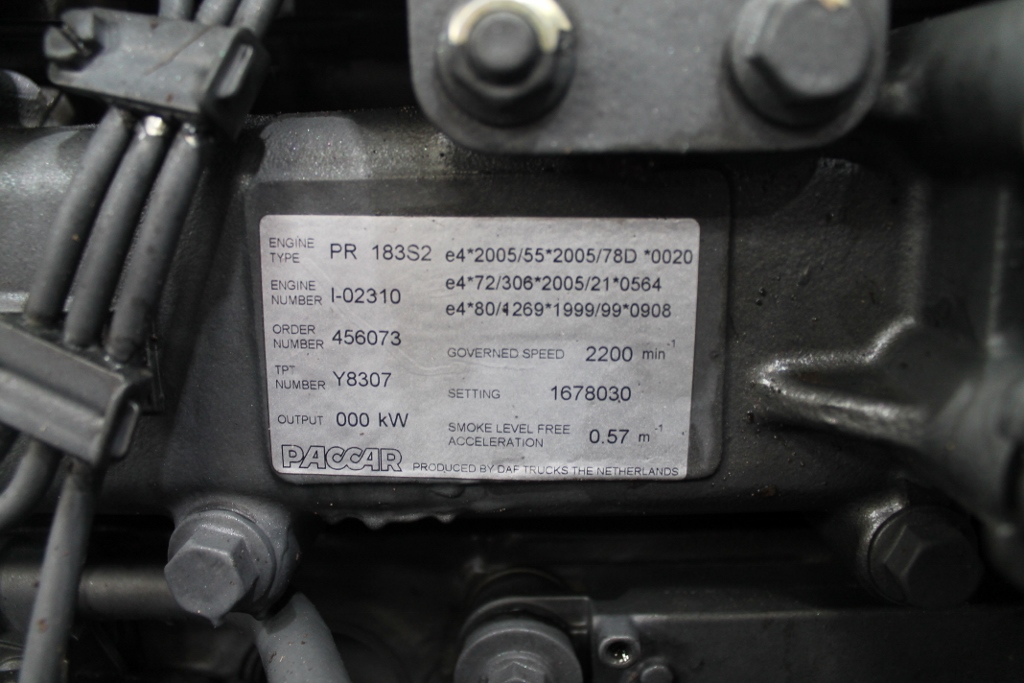 ENGINE TYPE PR 183S2 e4*2005/55*2005/78D *0020
ENGINE NUMBER I-02310 e4*72/306*2005/21*0564
e4*80/1269*1999/99*0908
ORDER NUMBER 456073
GOVERNED SPEED 2200 min-1
TPT NUMBER Y8307
SETTING 1678030
OUTPUT 000 kW
SMOKE LEVEL FREE ACCELERATION 0.57 m-1
PACCAR PRODUCED BY DAF TRUCKS THE NETHERLANDS